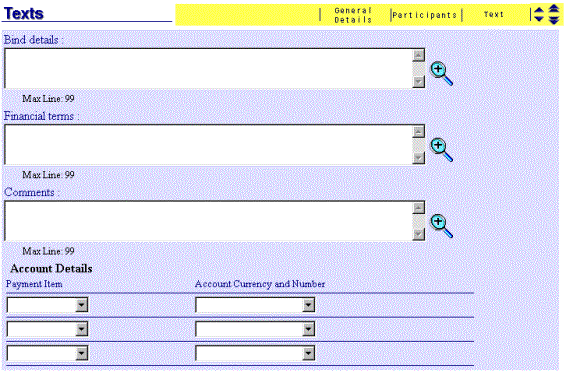 Texts
General Details
Participants
Text
Bind details :
Max Line: 99
Financial terms :
Max Line: 99
Comments :
Max Line: 99
Account Details
Payment Item
Account Currency and Number